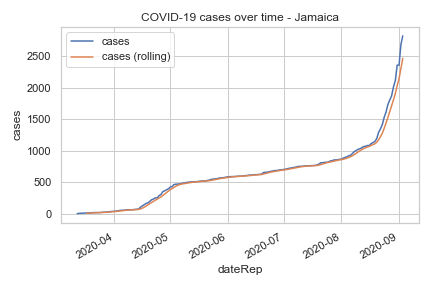 COVID-19 cases over time - Jamaica
cases
cases (rolling)
2500
2000
1500
1000
500
0
cases
2020-04
2020-05
2020-06
2020-07
2020-08
2020-09
dateRep